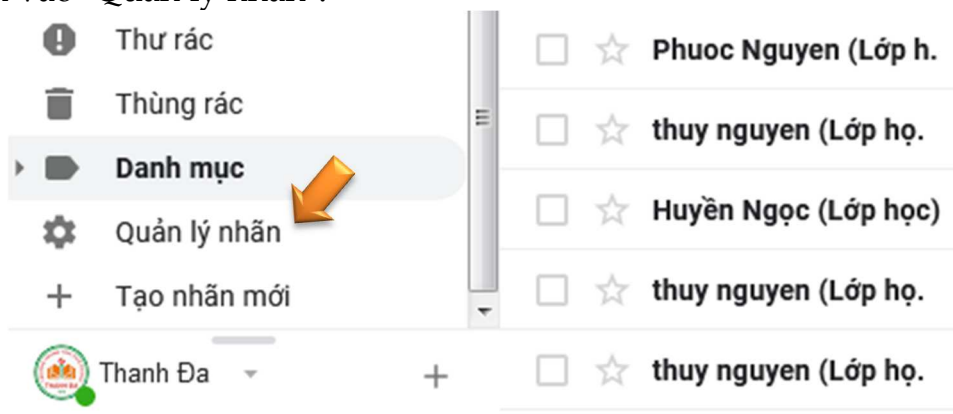 Thư rác
Thùng rác
Danh mục
Quản lý nhãn
Tạo nhãn mới
Thanh Đa
Phuoc Nguyen (Lớp h.
thuy nguyen (Lớp họ.
Huyền Ngọc (Lớp học)
thuy nguyen (Lớp họ.
thuy nguyen (Lớp họ.